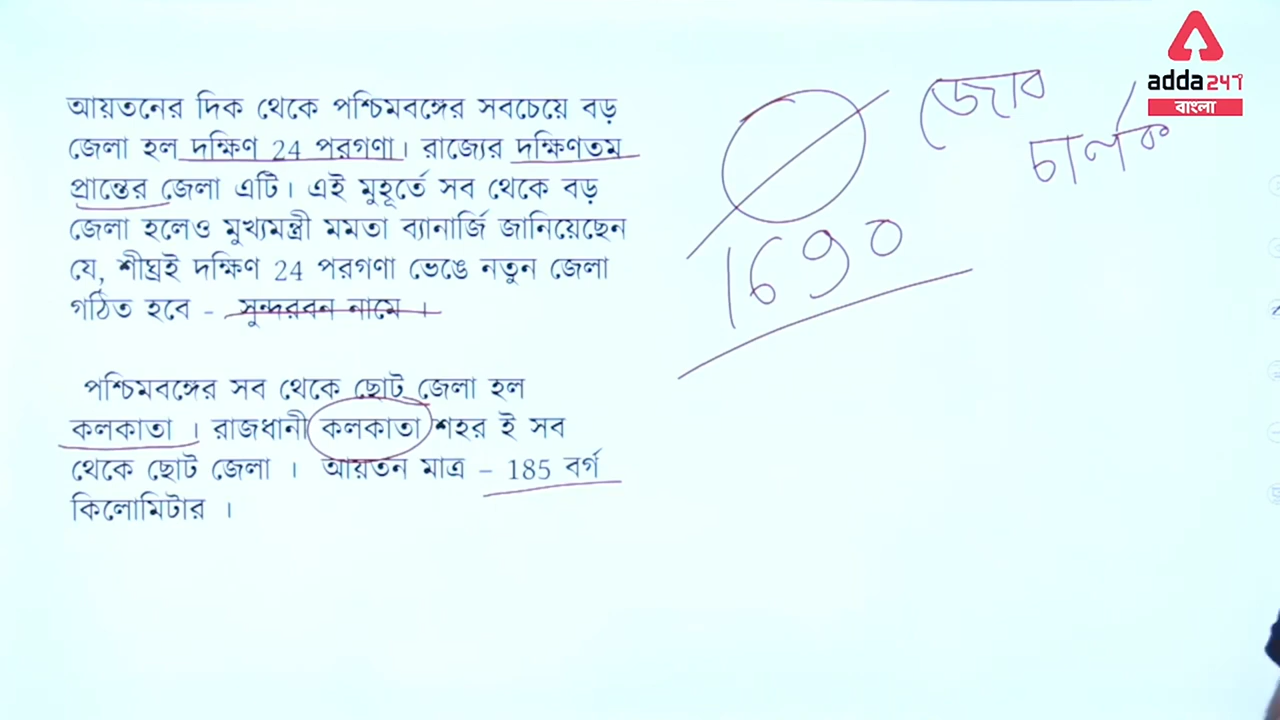 আয়তনের দিক থেকে পশ্চিমবঙ্গের সবচেয়ে বড়
জেলা হল দক্ষিণ 24 পরগণা। রাজ্যের দক্ষিণতম
প্রান্তের জেলা এটি। এই মুহূর্তে সব থেকে বড়
জেলা হলেও মুখ্যমন্ত্রী মমতা ব্যানার্জি জানিয়েছেন
যে, শীঘ্রই দক্ষিণ 24 পরগণা ভেঙে নতুন জেলা
গঠিত হবে - সুন্দরবন নামে ।
পশ্চিমবঙ্গের সব থেকে ছোট জেলা হল
কলকাতা । রাজধানী কলকাতা শহর ই সব
থেকে ছোট জেলা । আয়তন মাত্র – 185 বর্গ
কিলোমিটার ।
জোব
চার্নক
1690
adda247
বাংলা